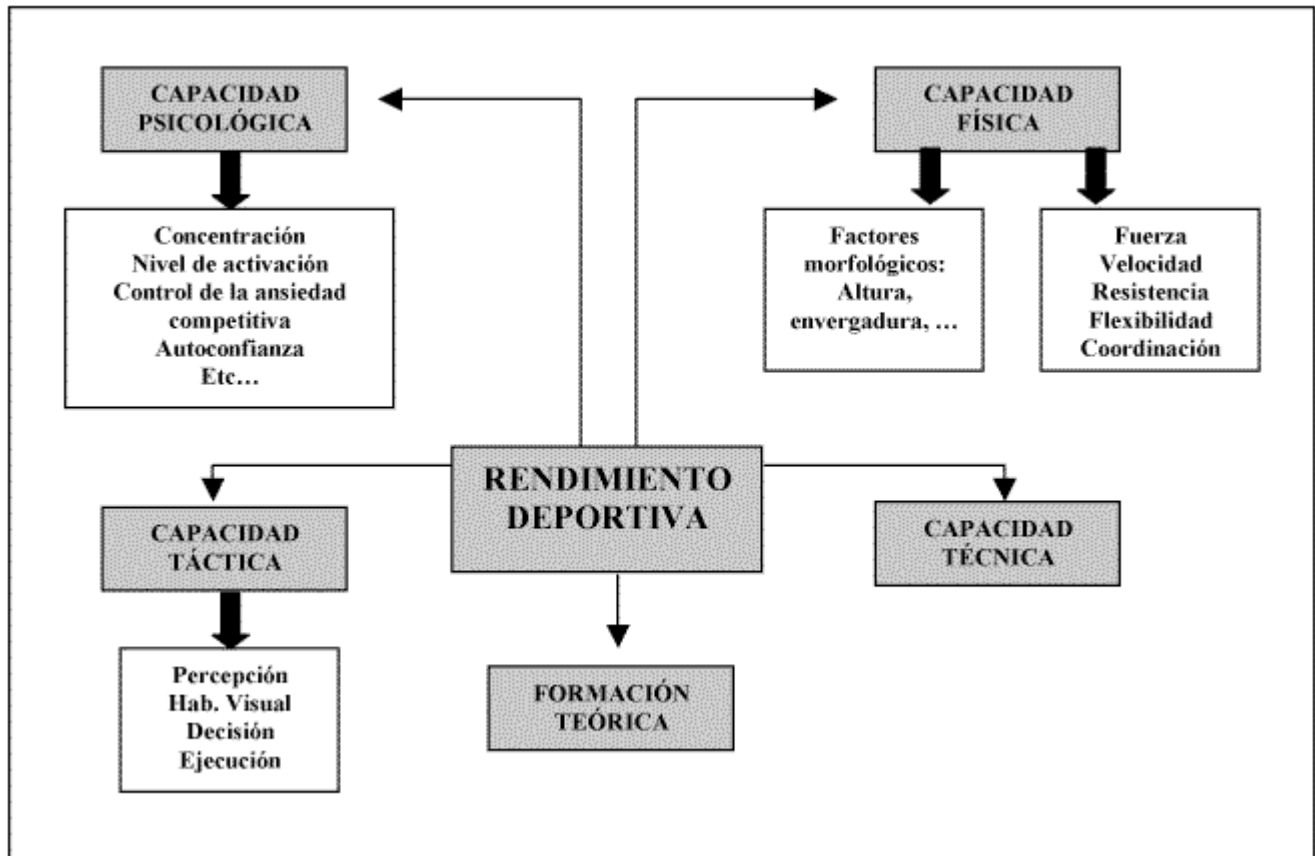 CAPACIDAD
PSICOLÓGICA
Concentración
Nivel de activación
Control de la ansiedad
competitiva
Autoconfianza
Etc…
CAPACIDAD
FÍSICA
Factores
morfológicos:
Altura,
envergadura, …
Fuerza
Velocidad
Resistencia
Flexibilidad
Coordinación
RENDIMIENTO
DEPORTIVA
CAPACIDAD
TÁCTICA
Percepción
Hab. Visual
Decisión
Ejecución
FORMACIÓN
TEÓRICA
CAPACIDAD
TÉCNICA